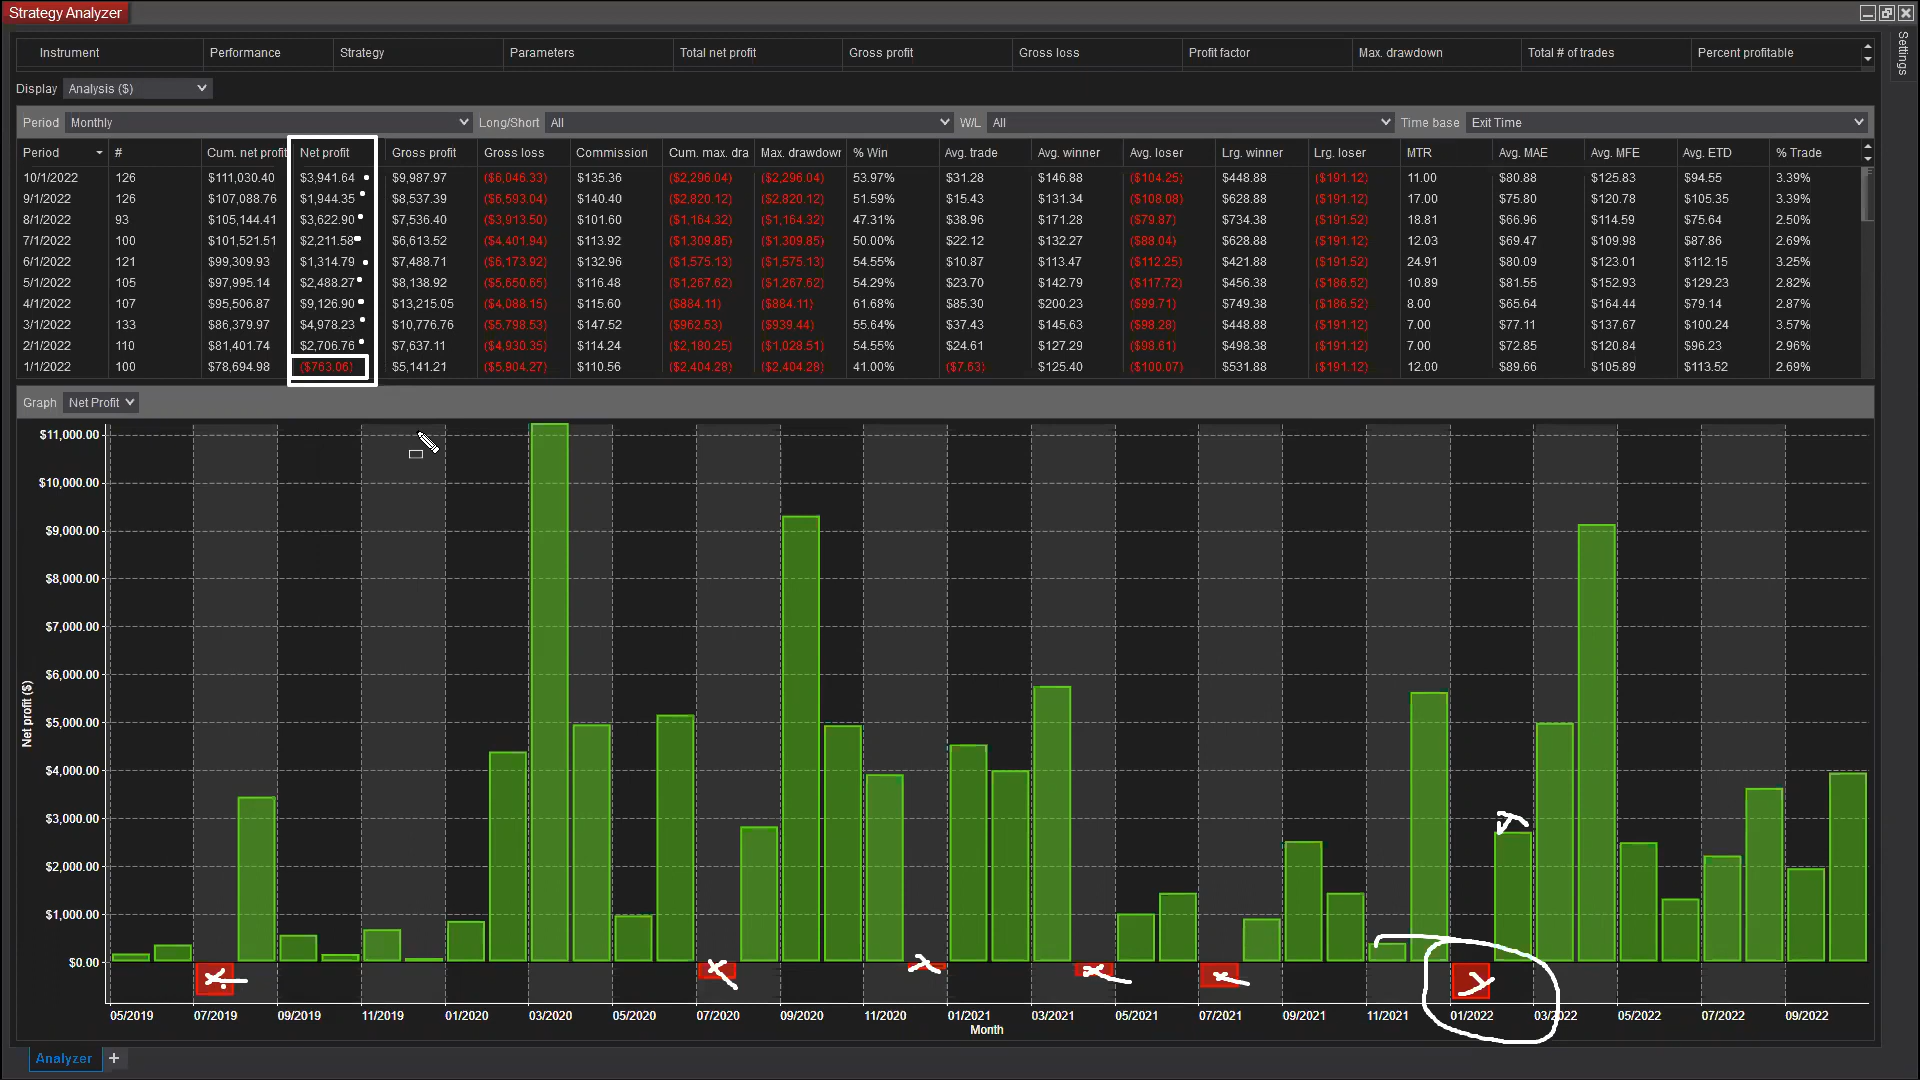 Strategy Analyzer
Settings
Instrument Performance Strategy Parameters Total net profit Gross profit Gross loss Profit factor Max. drawdown Total # of trades Percent profitable
Display Analysis ($)
Period Monthly Long/Short All W/L All Time base Exit Time
Period # Cum. net profit Net profit Gross profit Gross loss Commission Cum. max. dra Max. drawdown % Win Avg. trade Avg. winner Avg. loser Lrg. winner Lrg. loser MTR Avg. MAE Avg. MFE Avg. ETD % Trade
10/1/2022 126 $111,030.40 $3,941.64 $9,987.97 ($6,046.33) $135.36 ($2,296.04) ($2,296.04) 53.97% $31.28 $146.88 ($104.25) $448.88 ($191.12) 11.00 $80.88 $125.83 $94.55 3.39%
9/1/2022 126 $107,088.76 $1,944.35 $8,537.39 ($6,593.04) $140.40 ($2,820.12) ($2,820.12) 51.59% $15.43 $131.34 ($108.08) $628.88 ($191.12) 17.00 $75.80 $120.78 $105.35 3.39%
8/1/2022 93 $105,144.41 $3,622.90 $7,536.40 ($3,913.50) $101.60 ($1,164.32) ($1,164.32) 47.31% $38.96 $171.28 ($79.87) $734.38 ($191.52) 18.81 $66.96 $114.59 $75.64 2.50%
7/1/2022 100 $101,521.51 $2,211.58 $6,613.52 ($4,401.94) $113.92 ($1,309.85) ($1,309.85) 50.00% $22.12 $132.27 ($88.04) $628.88 ($191.12) 12.03 $69.47 $109.98 $87.86 2.69%
6/1/2022 121 $99,309.93 $1,314.79 $7,488.71 ($6,173.92) $132.96 ($1,575.13) ($1,575.13) 54.55% $10.87 $113.47 ($112.25) $421.88 ($191.52) 24.91 $80.09 $123.01 $112.15 3.25%
5/1/2022 105 $97,995.14 $2,488.27 $8,138.92 ($5,650.65) $116.48 ($1,267.62) ($1,267.62) 54.29% $23.70 $142.79 ($117.72) $456.38 ($186.52) 10.89 $81.55 $152.93 $129.23 2.82%
4/1/2022 107 $95,506.87 $9,126.90 $13,215.05 ($4,088.15) $115.60 ($884.11) ($884.11) 61.68% $85.30 $200.23 ($99.71) $749.38 ($186.52) 8.00 $65.64 $164.44 $79.14 2.87%
3/1/2022 133 $86,379.97 $4,978.23 $10,776.76 ($5,798.53) $147.52 ($962.53) ($939.44) 55.64% $37.43 $145.63 ($98.28) $448.88 ($191.12) 7.00 $77.11 $137.67 $100.24 3.57%
2/1/2022 110 $81,401.74 $2,706.76 $7,637.11 ($4,930.35) $114.24 ($2,180.25) ($1,028.51) 54.55% $24.61 $127.29 ($98.61) $498.38 ($191.12) 7.00 $72.85 $120.84 $96.23 2.96%
1/1/2022 100 $78,694.98 ($763.06) $5,141.21 ($5,904.27) $110.56 ($2,404.28) ($2,404.28) 41.00% ($7.63) $125.40 ($100.07) $531.88 ($191.12) 12.00 $89.66 $105.89 $113.52 2.69%
Graph Net Profit
$11,000.00
$10,000.00
$9,000.00
$8,000.00
$7,000.00
$6,000.00
$5,000.00
$4,000.00
$3,000.00
$2,000.00
$1,000.00
$0.00
Net profit ($)
05/2019 07/2019 09/2019 11/2019 01/2020 03/2020 05/2020 07/2020 09/2020 11/2020 01/2021 03/2021 05/2021 07/2021 09/2021 11/2021 01/2022 03/2022 05/2022 07/2022 09/2022
Month
Analyzer +